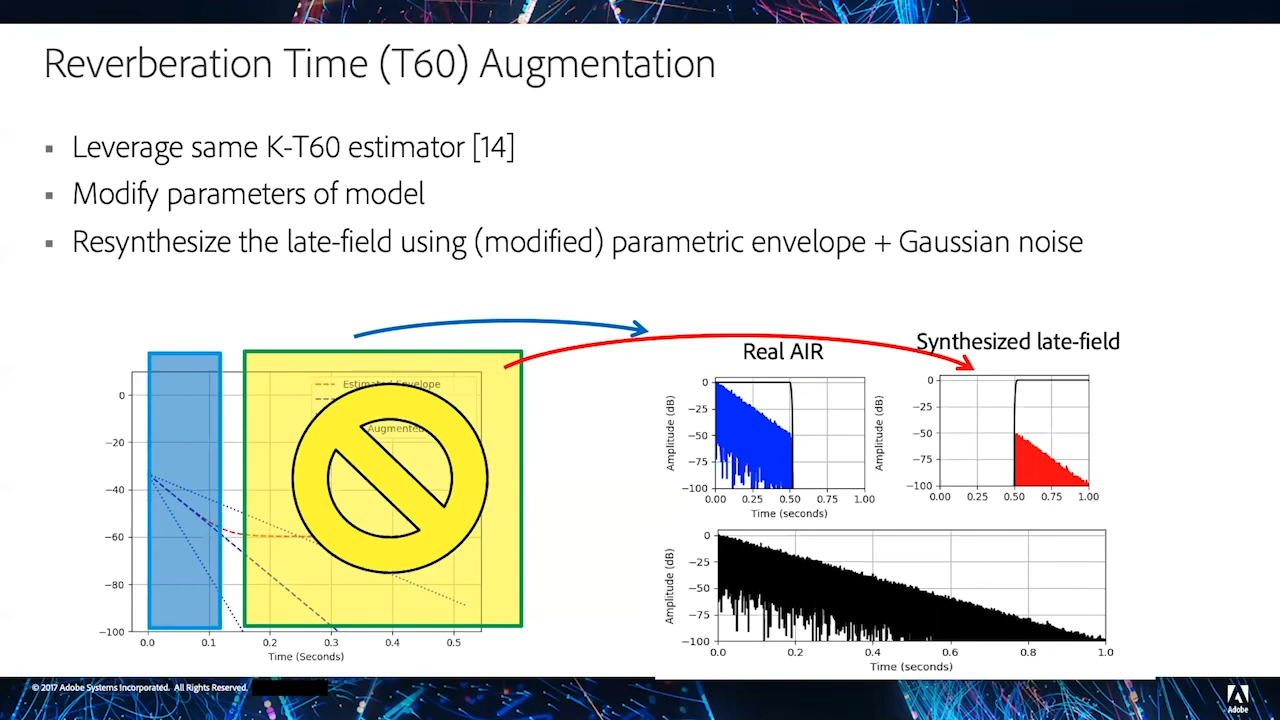 Reverberation Time (T60) Augmentation
▪ Leverage same K-T60 estimator [14]
▪ Modify parameters of model
▪ Resynthesize the late-field using (modified) parametric envelope + Gaussian noise
Estimated Envelope
Augmented
0
−20
−40
−60
−80
−100
0.0 0.1 0.2 0.3 0.4 0.5
Time (Seconds)
Real AIR
Amplitude (dB)
0
−25
−50
−75
−100
0.00 0.25 0.50 0.75 1.00
Time (seconds)
Synthesized late-field
Amplitude (dB)
0
−25
−50
−75
−100
0.00 0.25 0.50 0.75 1.00
Amplitude (dB)
0
−25
−50
−75
−100
0.0 0.2 0.4 0.6 0.8 1.0
Time (seconds)
© 2017 Adobe Systems Incorporated. All Rights Reserved.
Adobe